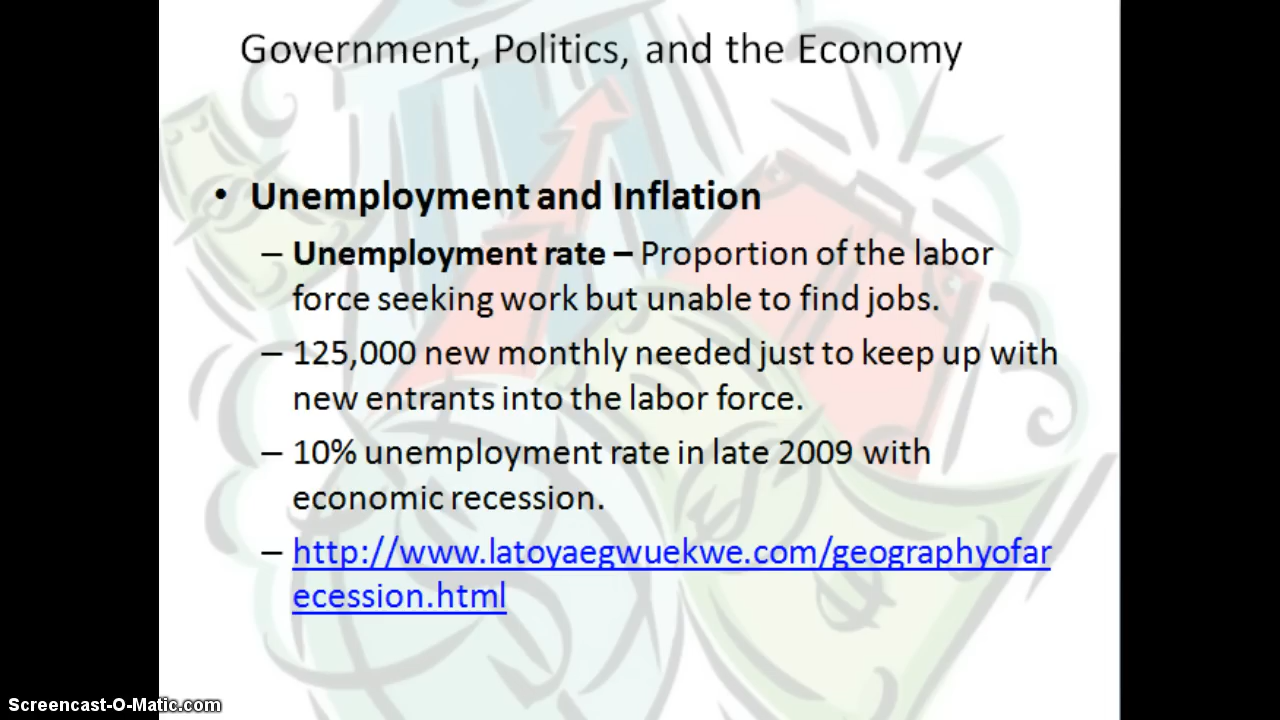 Government, Politics, and the Economy
• Unemployment and Inflation
– Unemployment rate – Proportion of the labor
force seeking work but unable to find jobs.
– 125,000 new monthly needed just to keep up with
new entrants into the labor force.
– 10% unemployment rate in late 2009 with
economic recession.
– http://www.latoyaegwuekwe.com/geographyofar
ecession.html
Screencast-O-Matic.com